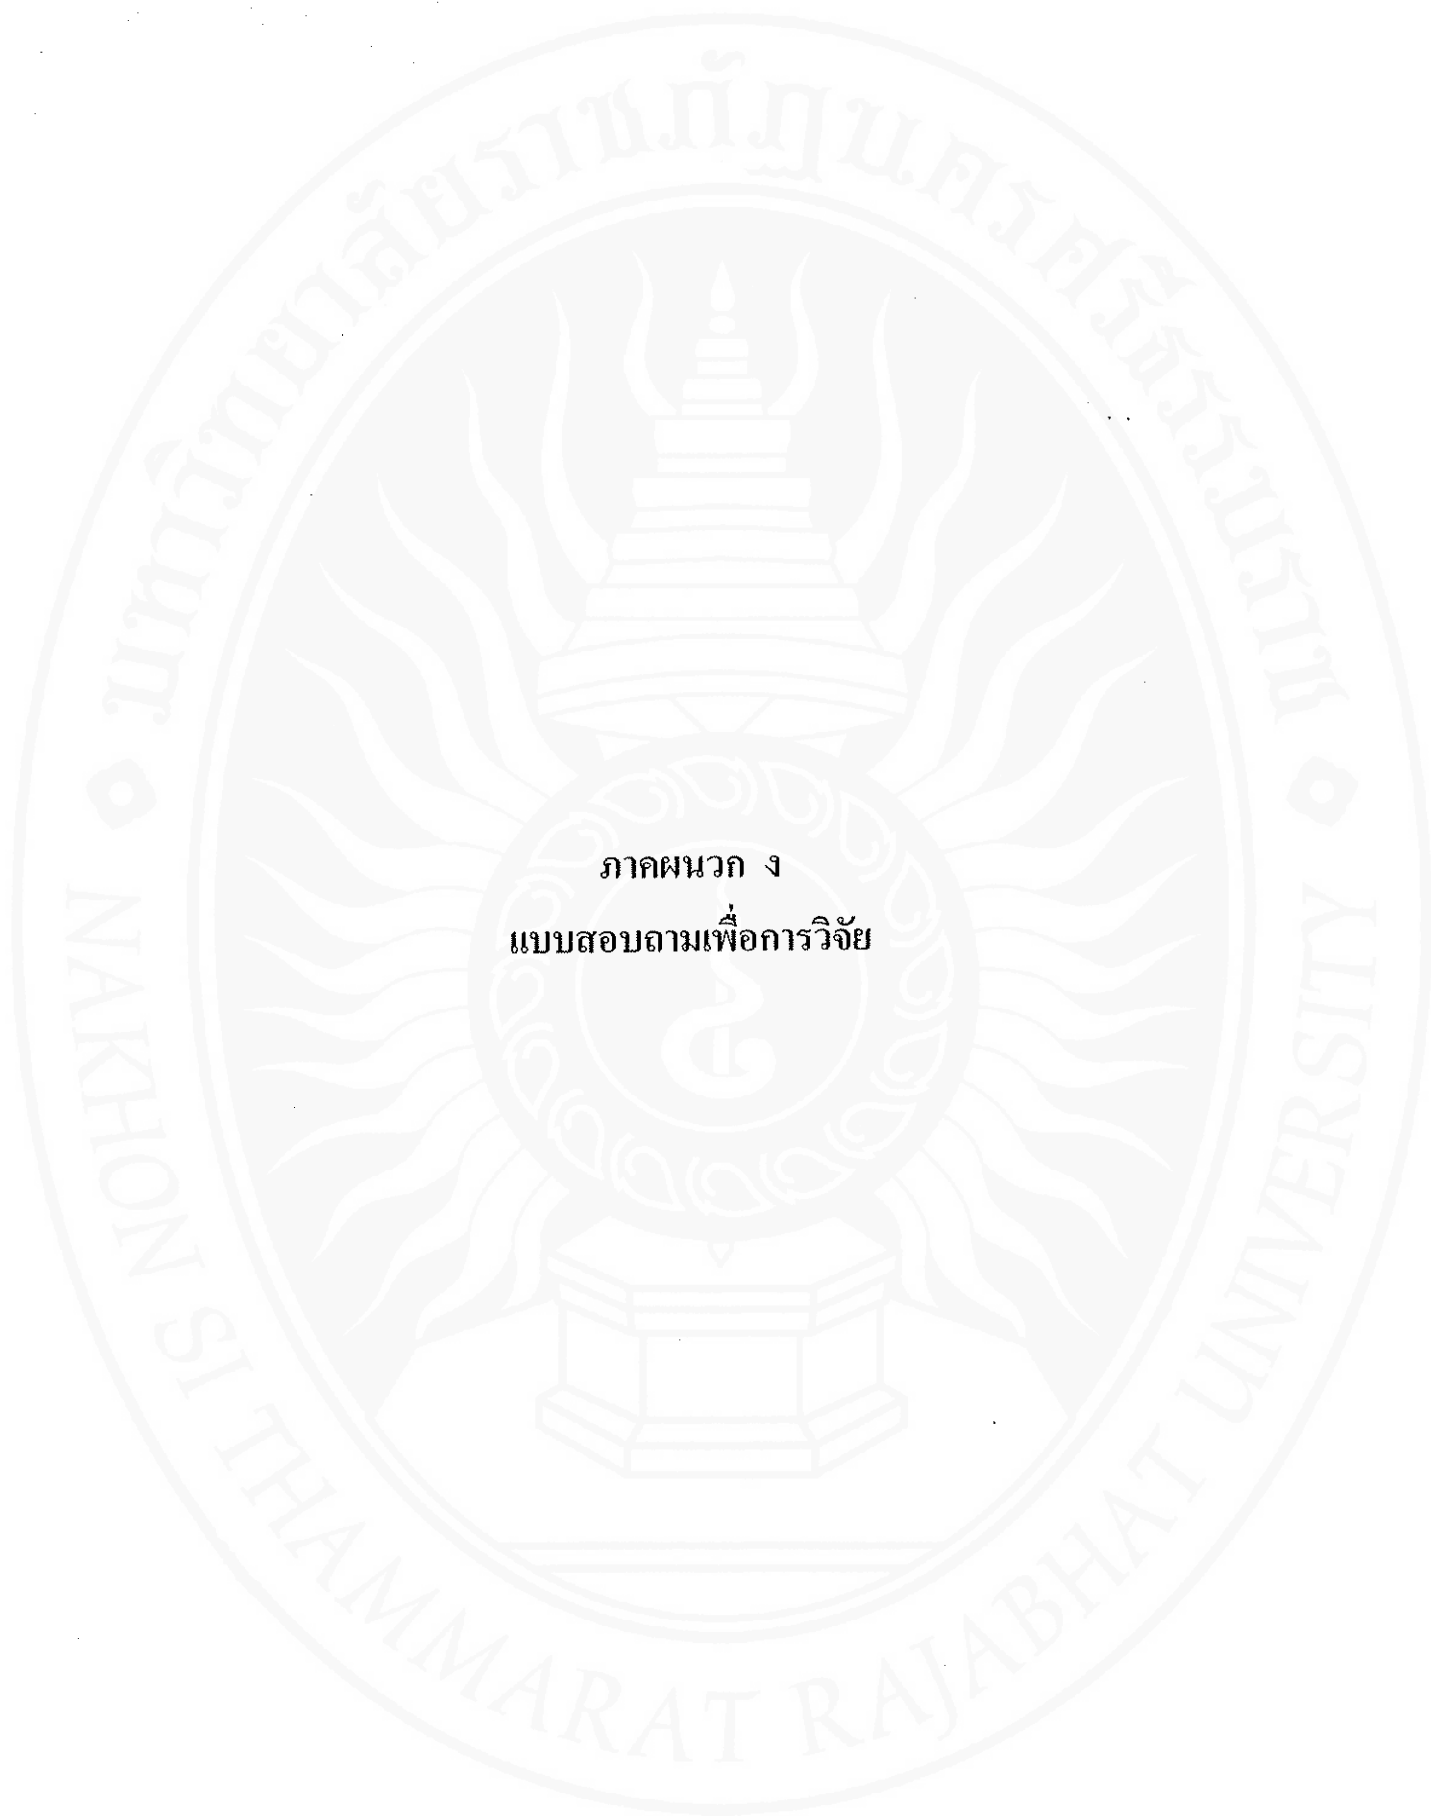 มหาวิทยาลัยราชภัฏนครศรีธรรมราช
ภาคผนวก ง
แบบสอบถามเพื่อการวิจัย
NAKHON SI THAMMARAT RAJABHAT UNIVERSITY